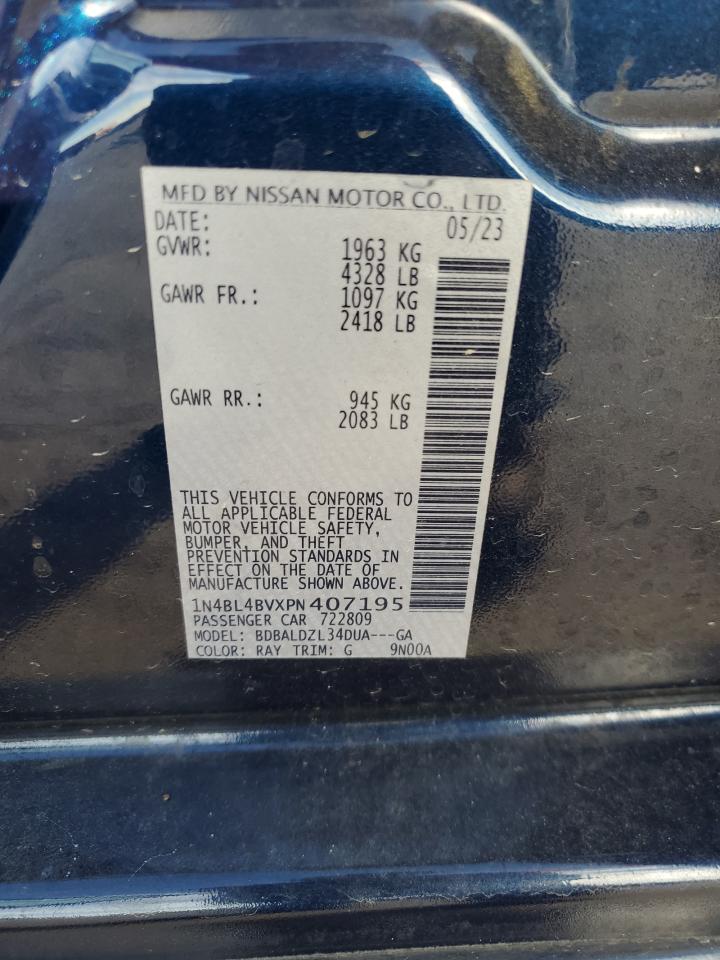 MFD BY NISSAN MOTOR CO., LTD.
DATE: 05/23
GVWR: 1963 KG
4328 LB
GAWR FR.: 1097 KG
2418 LB
GAWR RR.: 945 KG
2083 LB
THIS VEHICLE CONFORMS TO
ALL APPLICABLE FEDERAL
MOTOR VEHICLE SAFETY,
BUMPER, AND THEFT
PREVENTION STANDARDS IN
EFFECT ON THE DATE OF
MANUFACTURE SHOWN ABOVE.
1N4BL4BVXPN407195
PASSENGER CAR 722809
MODEL: BDBALDZL34DUA---GA
COLOR: RAY TRIM: G 9N00A